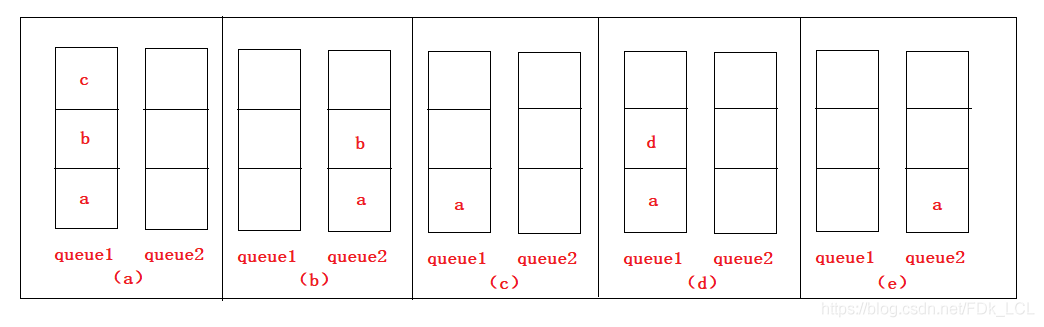 c
b
b
d
a
a
a
a
a
queue1 queue2 queue1 queue2 queue1 queue2 queue1 queue2 queue1 queue2
(a) (b) (c) (d) (e)
https://blog.csdn.net/FDk_LCL